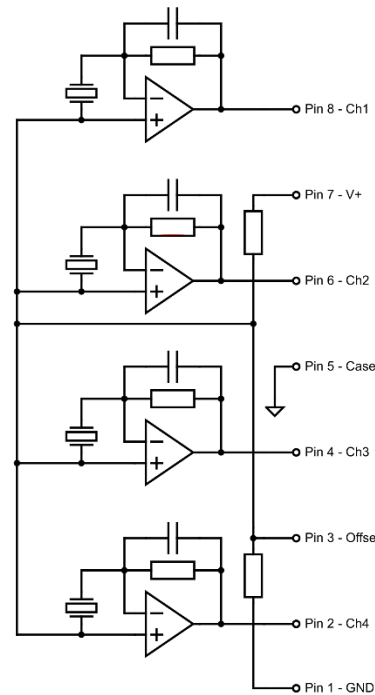 Pin 8 - Ch1
Pin 7 - V+
Pin 6 - Ch2
Pin 5 - Case
Pin 4 - Ch3
Pin 3 - Offse
Pin 2 - Ch4
Pin 1 - GND